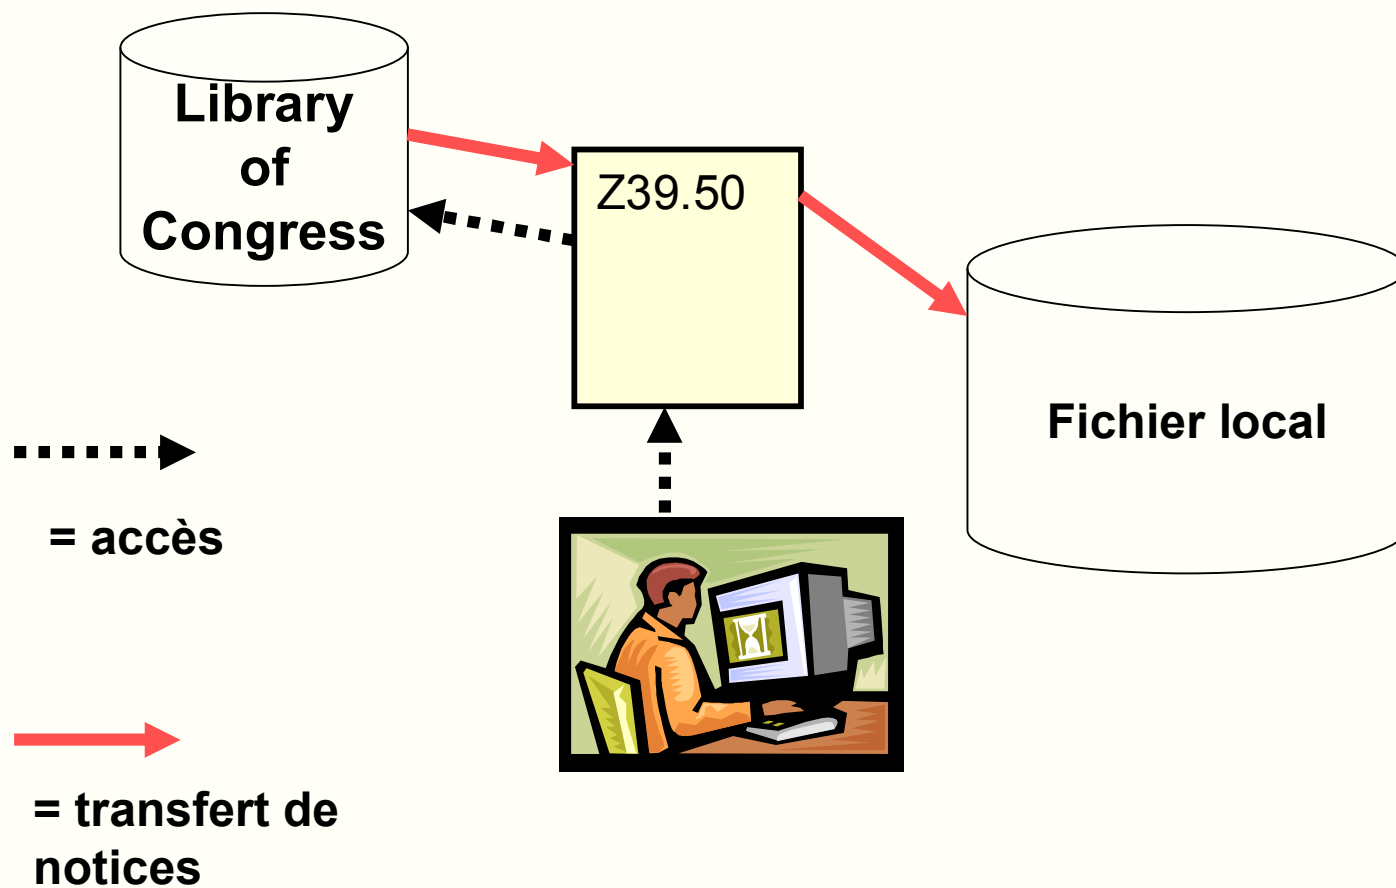 Library
of
Congress
Z39.50
Fichier local
= accès
= transfert de
notices